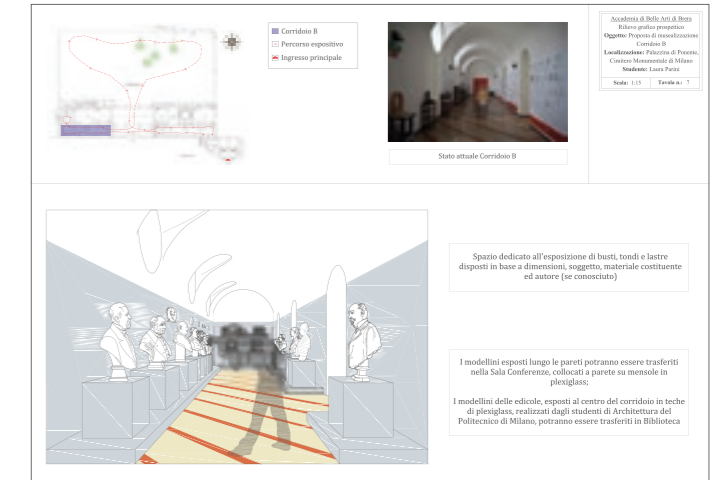 Corridoio B
Percorso espositivo
Ingresso principale
Stato attuale Corridoio B
Accademia di Belle Arti di Brera
Rilievo grafico prospettico
Oggetto: Proposta di musealizzazione
Corridoio B
Localizzazione: Palazzina di Ponente,
Cimitero Monumentale di Milano
Studente: Laura Parini
Scala: 1:15 Tavola n.: 7
Spazio dedicato all'esposizione di busti, tondi e lastre
disposti in base a dimensioni, soggetto, materiale costituente
ed autore (se conosciuto)
I modellini esposti lungo le pareti potranno essere trasferiti
nella Sala Conferenze, collocati a parete su mensole in
plexiglass;
I modellini delle edicole, esposti al centro del corridoio in teche
di plexiglass, realizzati dagli studenti di Architettura del
Politecnico di Milano, potranno essere trasferiti in Biblioteca